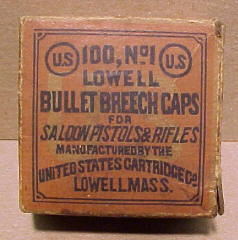 U.S 100, No1 U.S
LOWELL
BULLET BREECH CAPS
FOR
SALOON PISTOLS & RIFLES
MANUFACTURED BY THE
UNITED STATES CARTRIDGE Co
LOWELL MASS.